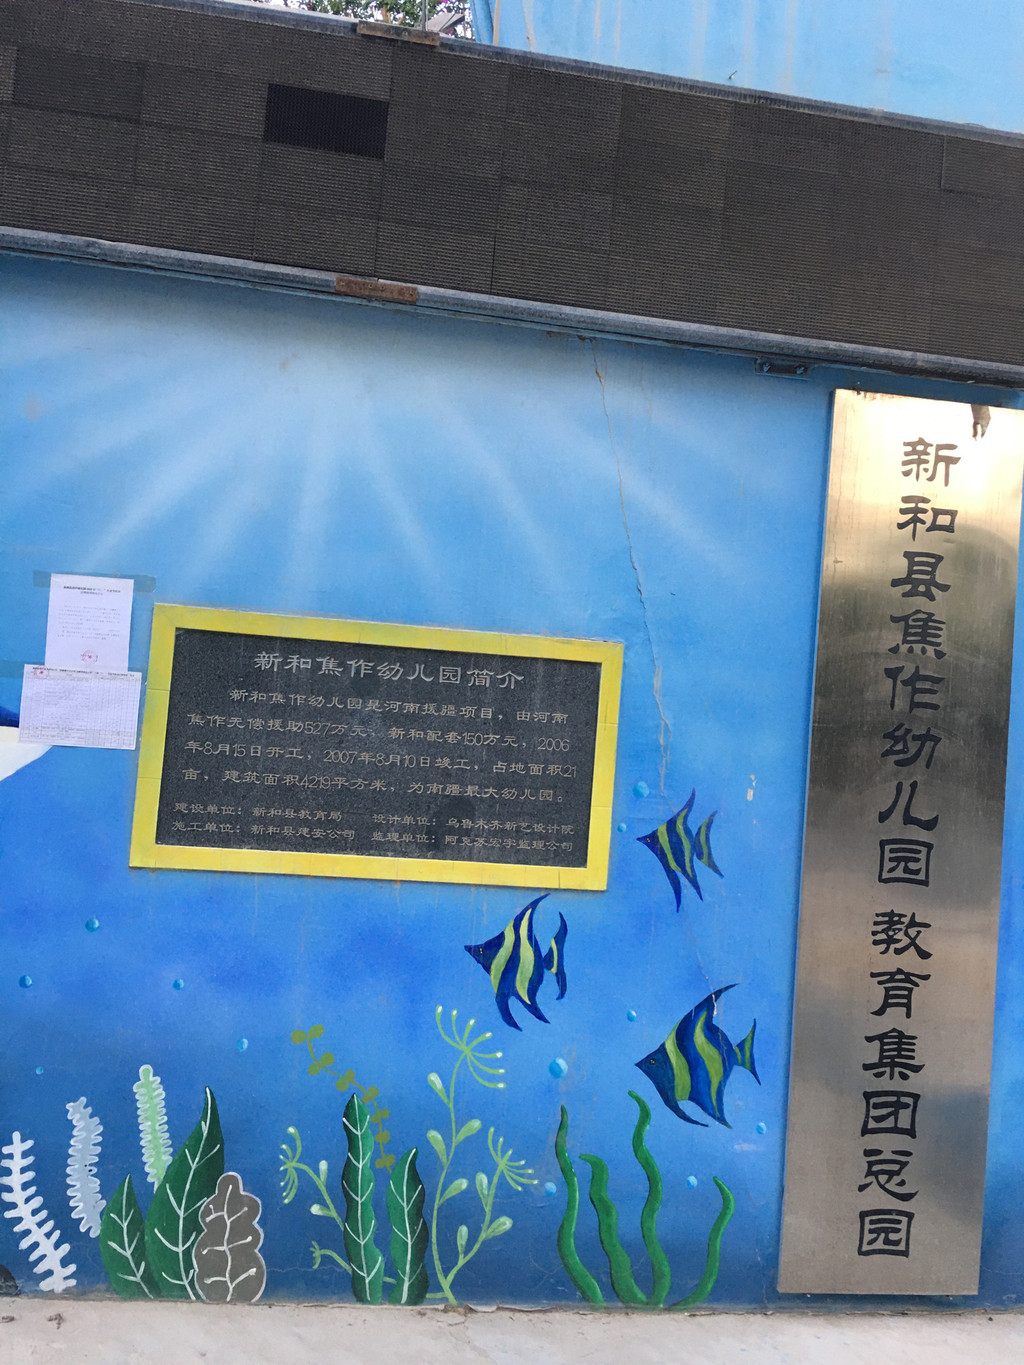 新和焦作幼儿园简介
新和焦作幼儿园是河南援疆项目，由河南
焦作无偿援助527万元、新和配套150万元，2006
年8月15日开工，2007年8月10日竣工，占地面积21
亩，建筑面积4219平方米，为南疆最大幼儿园。
建设单位：新和县教育局 设计单位：乌鲁木齐新艺设计院
施工单位：新和县建安公司 监理单位：阿克苏宏宇监理公司
新和县焦作幼儿园教育集团总园